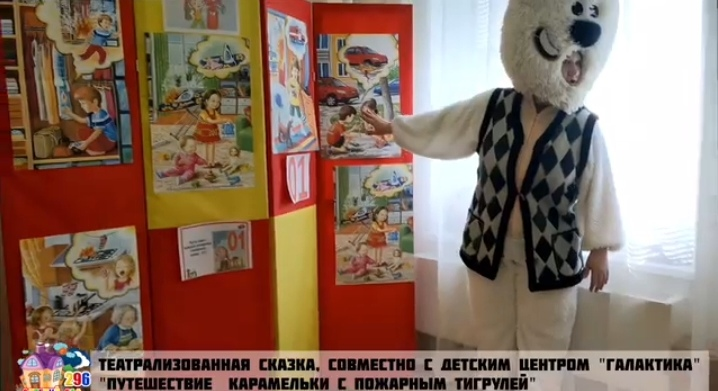 01
01
296
ТЕАТРАЛИЗОВАННАЯ СКАЗКА, СОВМЕСТНО С ДЕТСКИМ ЦЕНТРОМ "ГАЛАКТИКА"
"ПУТЕШЕСТВИЕ КАРАМЕЛЬКИ С ПОЖАРНЫМ ТИГРУЛЕЙ"